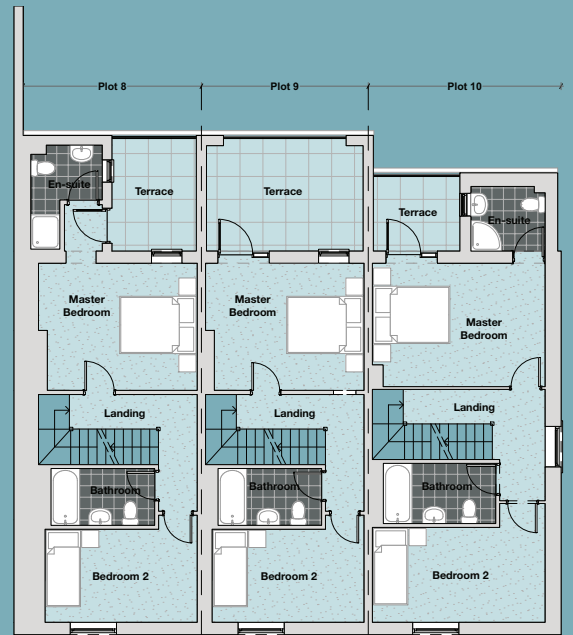 Plot 8
Plot 9
Plot 10
En-suite
Terrace
Terrace
Terrace
En-suite
Master
Bedroom
Master
Bedroom
Master
Bedroom
Landing
Landing
Landing
Bathroom
Bathroom
Bathroom
Bedroom 2
Bedroom 2
Bedroom 2